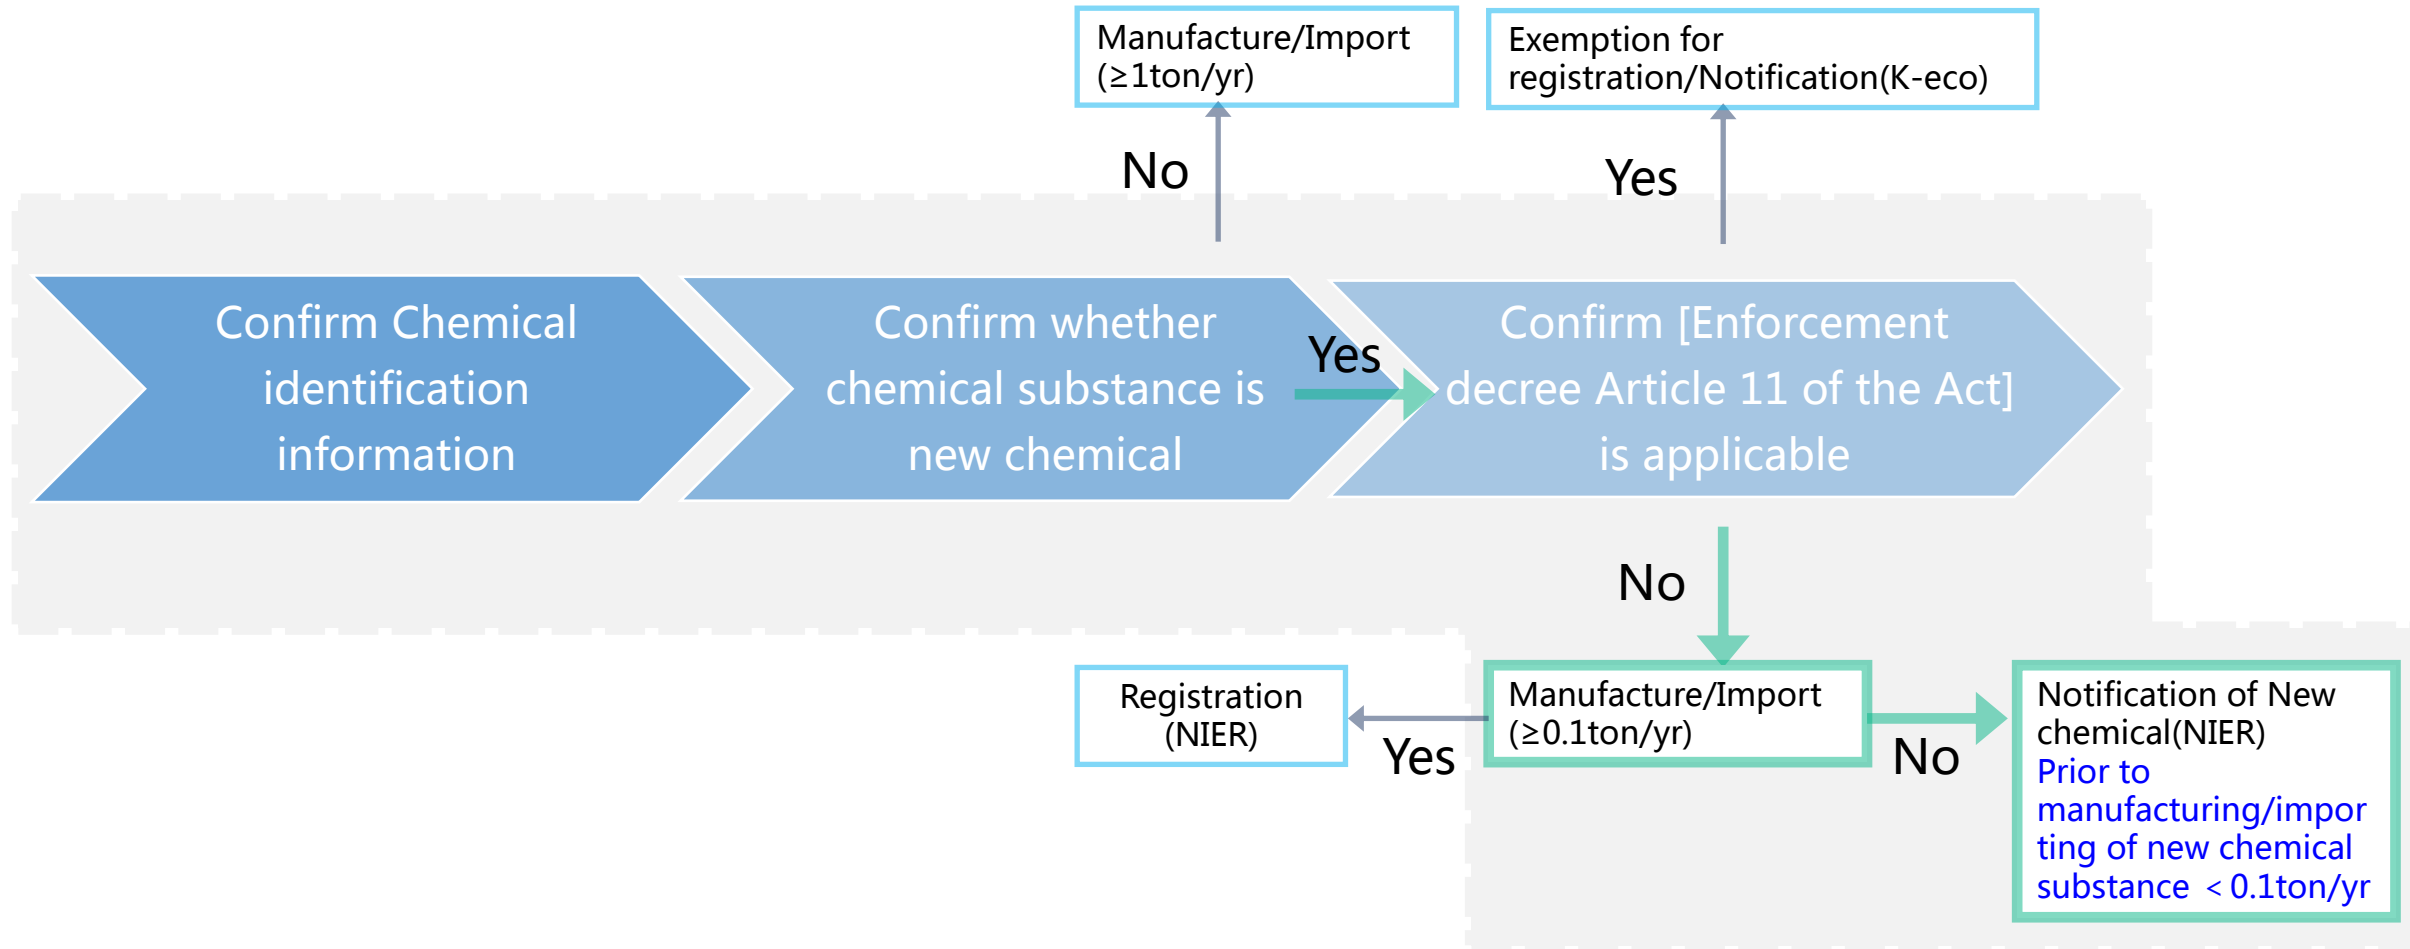 Manufacture/Import
(≥1ton/yr)
Exemption for
registration/Notification(K-eco)
No
Yes
Confirm Chemical
identification
information
Confirm whether
chemical substance is
new chemical
Yes
Confirm [Enforcement
decree Article 11 of the Act]
is applicable
No
Registration
(NIER)
Yes
Manufacture/Import
(≥0.1ton/yr)
No
Notification of New
chemical(NIER)
Prior to
manufacturing/impor
ting of new chemical
substance < 0.1ton/yr